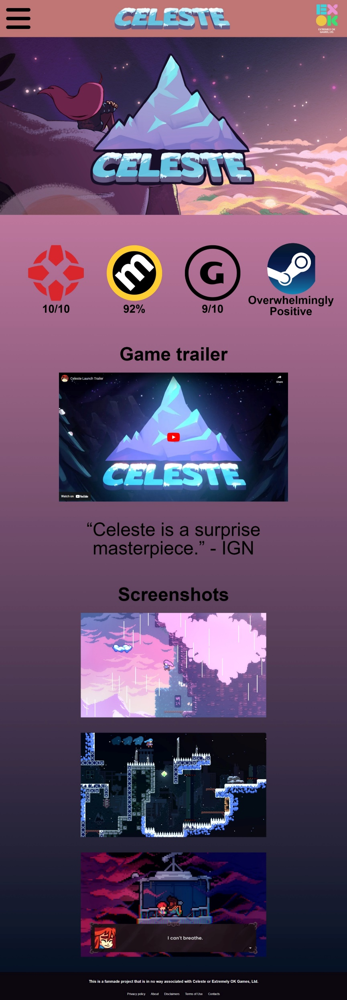 CELESTE
EX
OK
EXTREMELY OK
GAMES, LTD.
CELESTE
m
G
10/10
92%
9/10
Overwhelmingly
Positive
Game trailer
Celeste Launch Trailer
Share
CELESTE
Watch on YouTube
“Celeste is a surprise
masterpiece.” - IGN
Screenshots
19
I can't breathe.
This is a fanmade project that is in no way associated with Celeste or Extremely OK Games, Ltd.
Privacy policy About Disclaimers Terms of Use Contacts